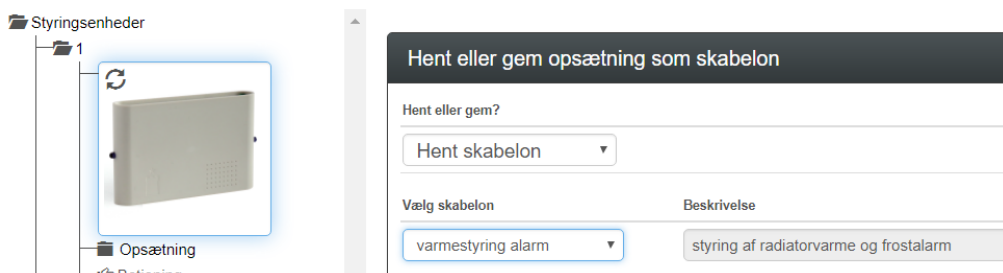 Styringsenheder
1
Opsætning
Betjening
Hent eller gem opsætning som skabelon
Hent eller gem?
Hent skabelon
Vælg skabelon
Beskrivelse
varmestyring alarm
styring af radiatorvarme og frostalarm